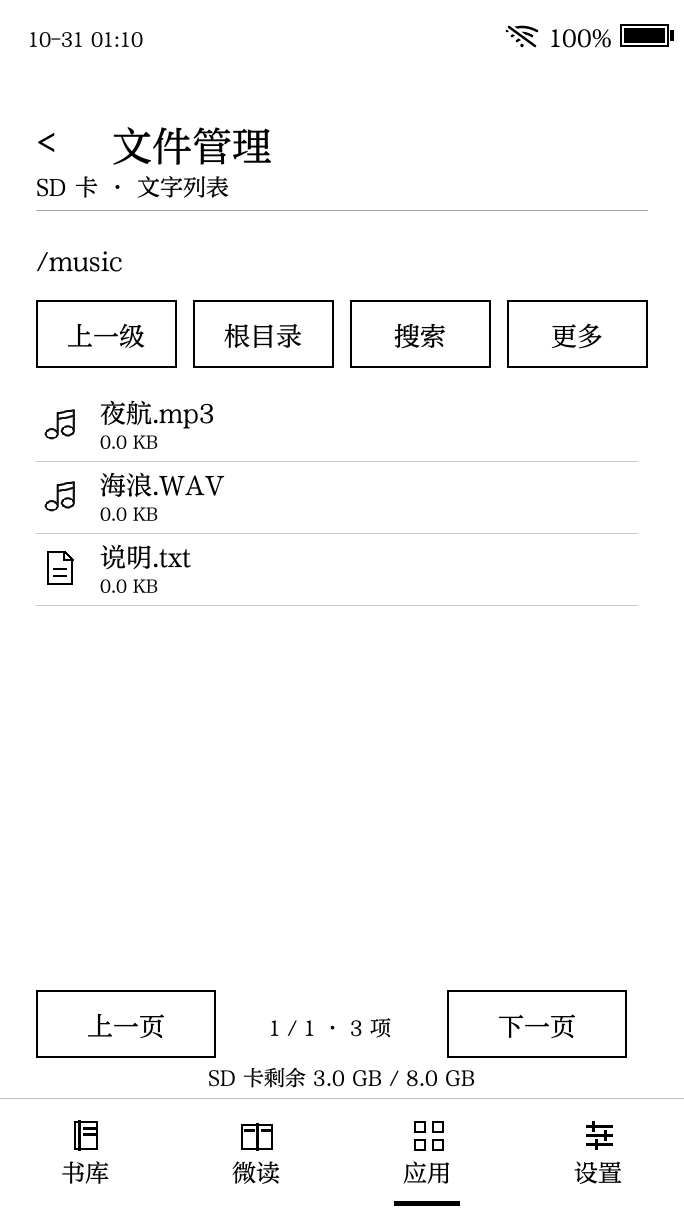 10-31 01:10 100%
< 文件管理
SD 卡 · 文字列表
/music
上一级 根目录 搜索 更多
夜航.mp3
0.0 KB
海浪.WAV
0.0 KB
说明.txt
0.0 KB
上一页 1 / 1 · 3 项 下一页
SD 卡剩余 3.0 GB / 8.0 GB
书库 微读 应用 设置